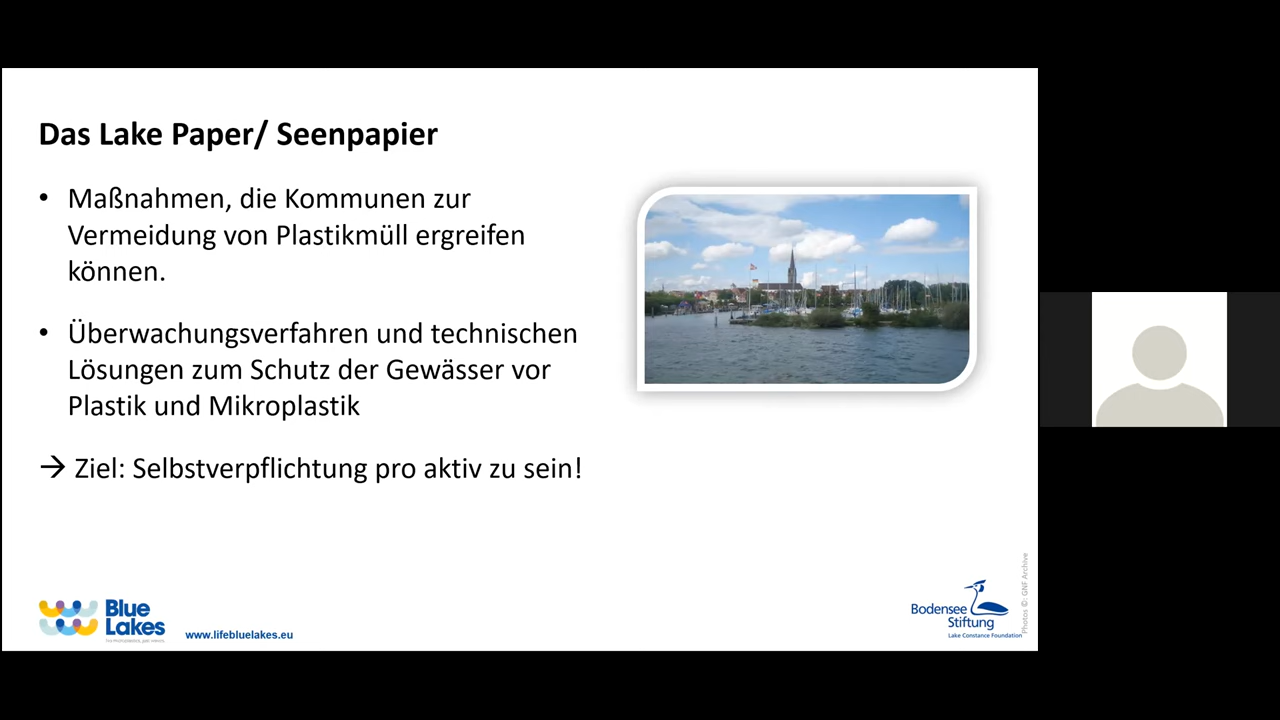 Das Lake Paper/ Seenpapier
• Maßnahmen, die Kommunen zur
Vermeidung von Plastikmüll ergreifen
können.
• Überwachungsverfahren und technischen
Lösungen zum Schutz der Gewässer vor
Plastik und Mikroplastik
→ Ziel: Selbstverpflichtung pro aktiv zu sein!
Blue
Lakes
www.lifebluelakes.eu
Bodensee
Stiftung
Lake Constance Foundation
Photos ©: GNF Archive